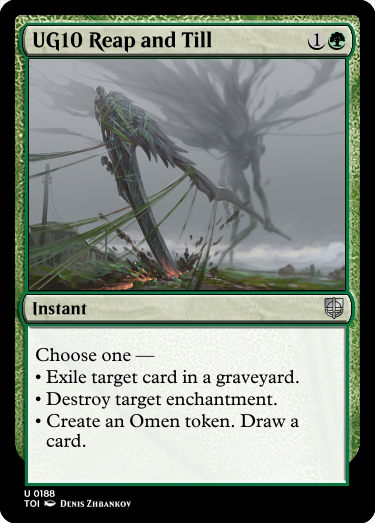 UG10 Reap and Till 1
Instant
Choose one —
• Exile target card in a graveyard.
• Destroy target enchantment.
• Create an Omen token. Draw a
card.
U 0188
TOI Denis Zhbankov